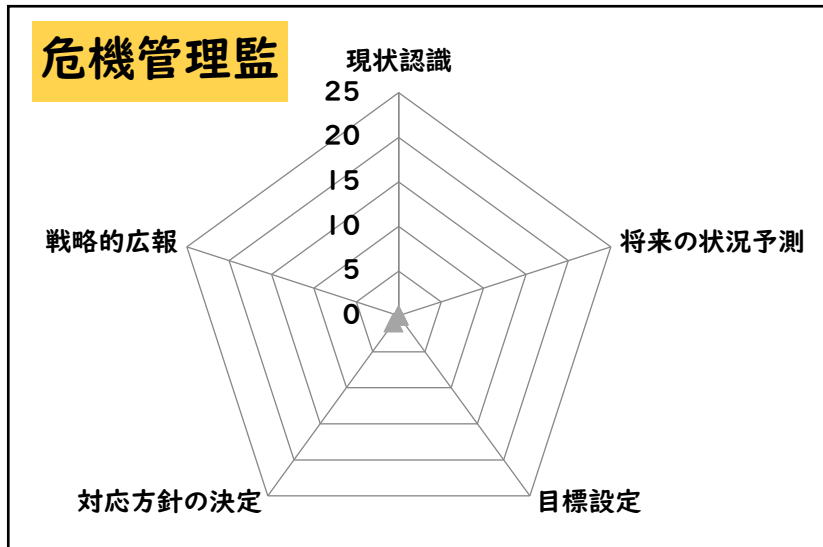 危機管理監
現状認識
25
20
15
10
5
0
戦略的広報
将来の状況予測
対応方針の決定
目標設定